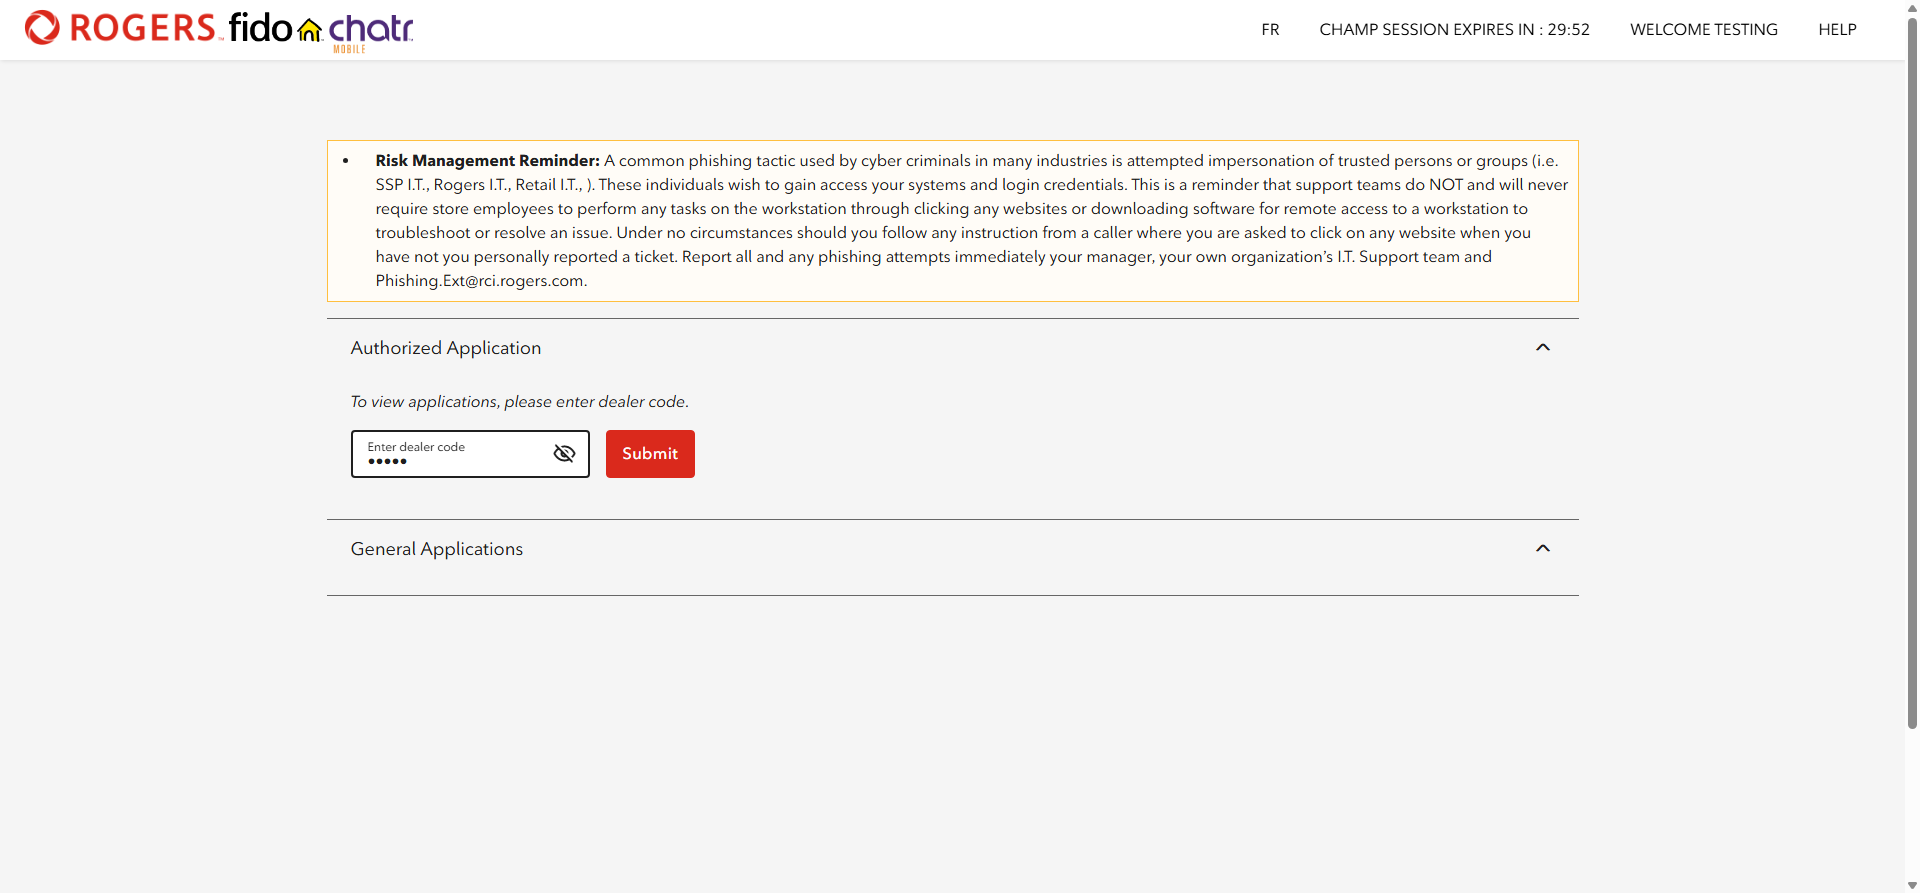 ROGERS™ fido chatr MOBILE
FR CHAMP SESSION EXPIRES IN : 29:52 WELCOME TESTING HELP
• Risk Management Reminder: A common phishing tactic used by cyber criminals in many industries is attempted impersonation of trusted persons or groups (i.e.
SSP I.T., Rogers I.T., Retail I.T., ). These individuals wish to gain access your systems and login credentials. This is a reminder that support teams do NOT and will never
require store employees to perform any tasks on the workstation through clicking any websites or downloading software for remote access to a workstation to
troubleshoot or resolve an issue. Under no circumstances should you follow any instruction from a caller where you are asked to click on any website when you
have not you personally reported a ticket. Report all and any phishing attempts immediately your manager, your own organization’s I.T. Support team and
Phishing.Ext@rci.rogers.com.
Authorized Application
To view applications, please enter dealer code.
Enter dealer code
•••••
Submit
General Applications